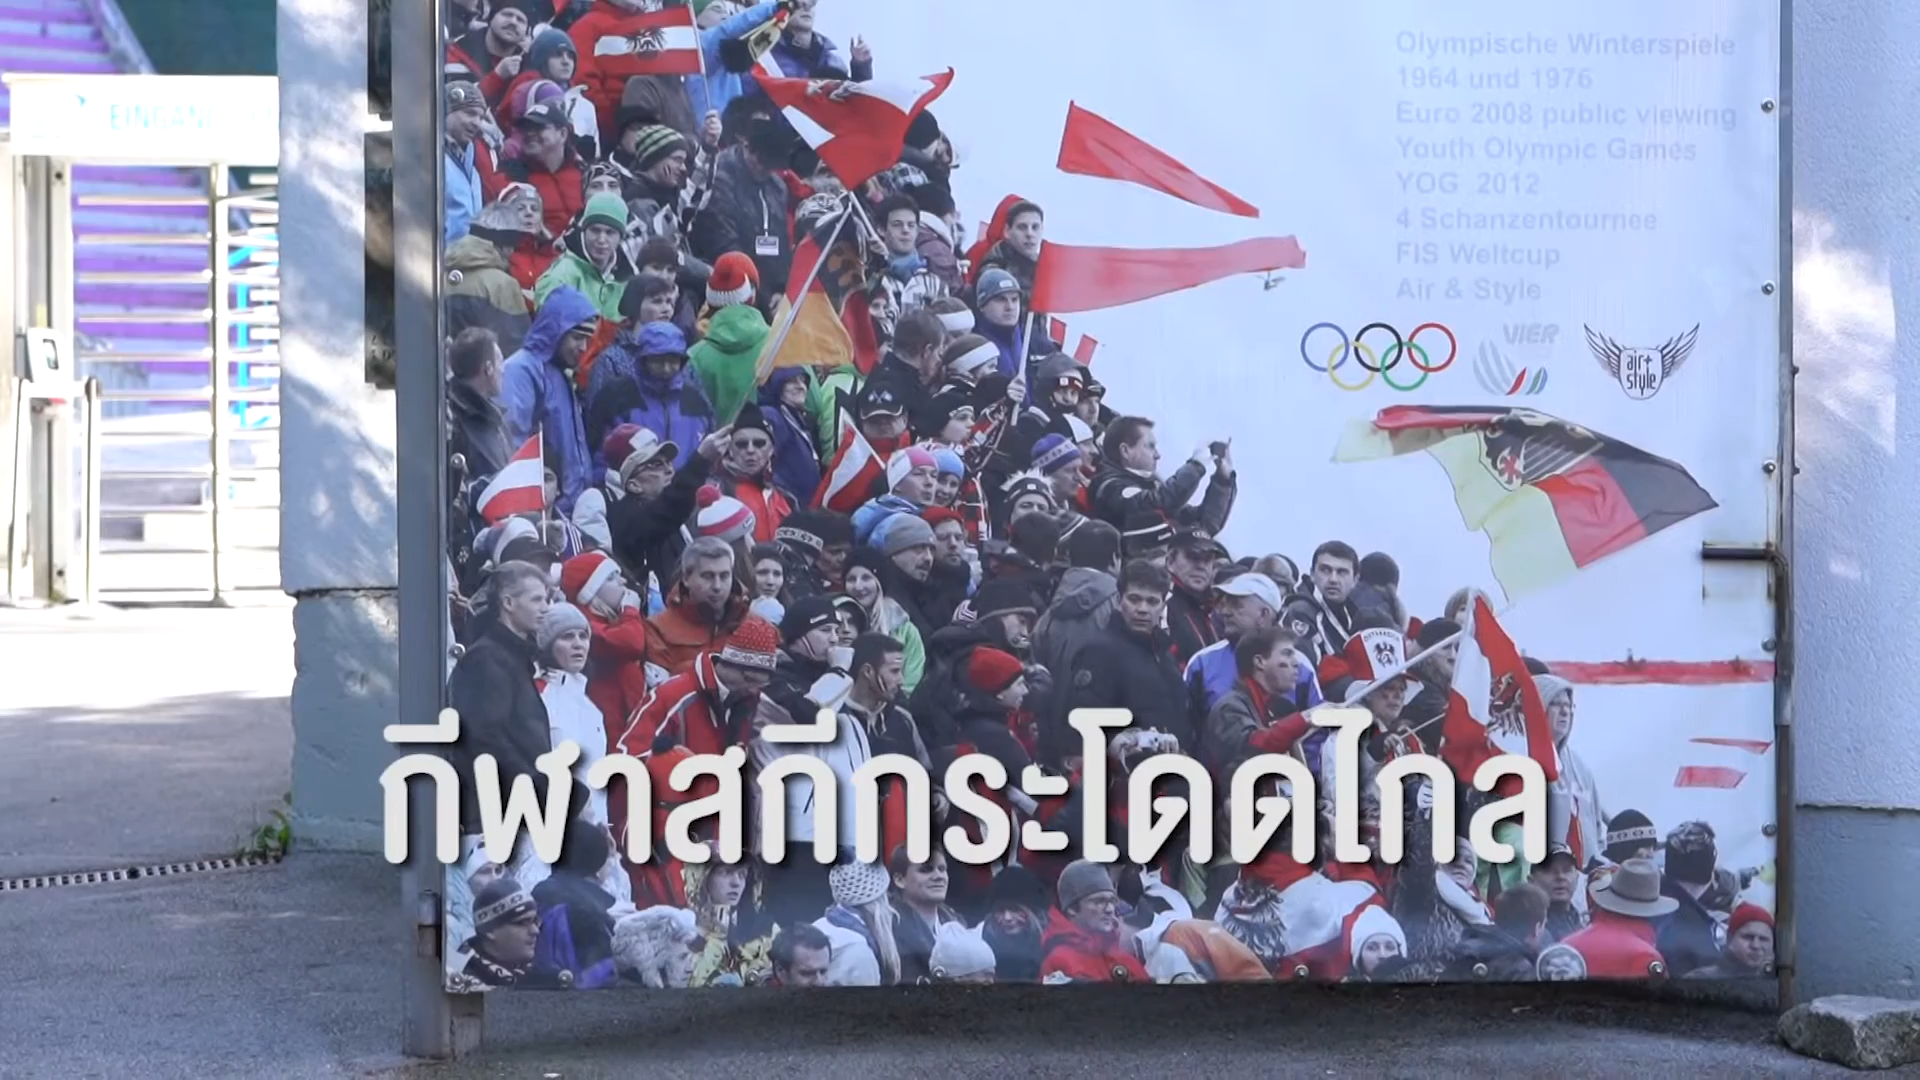 EINGANG
Olympische Winterspiele
1964 und 1976
Euro 2008 public viewing
Youth Olympic Games
YOG 2012
4 Schanzentournee
FIS Weltcup
Air & Style
VIER
air+
style
กีฬาสกีกระโดดไกล